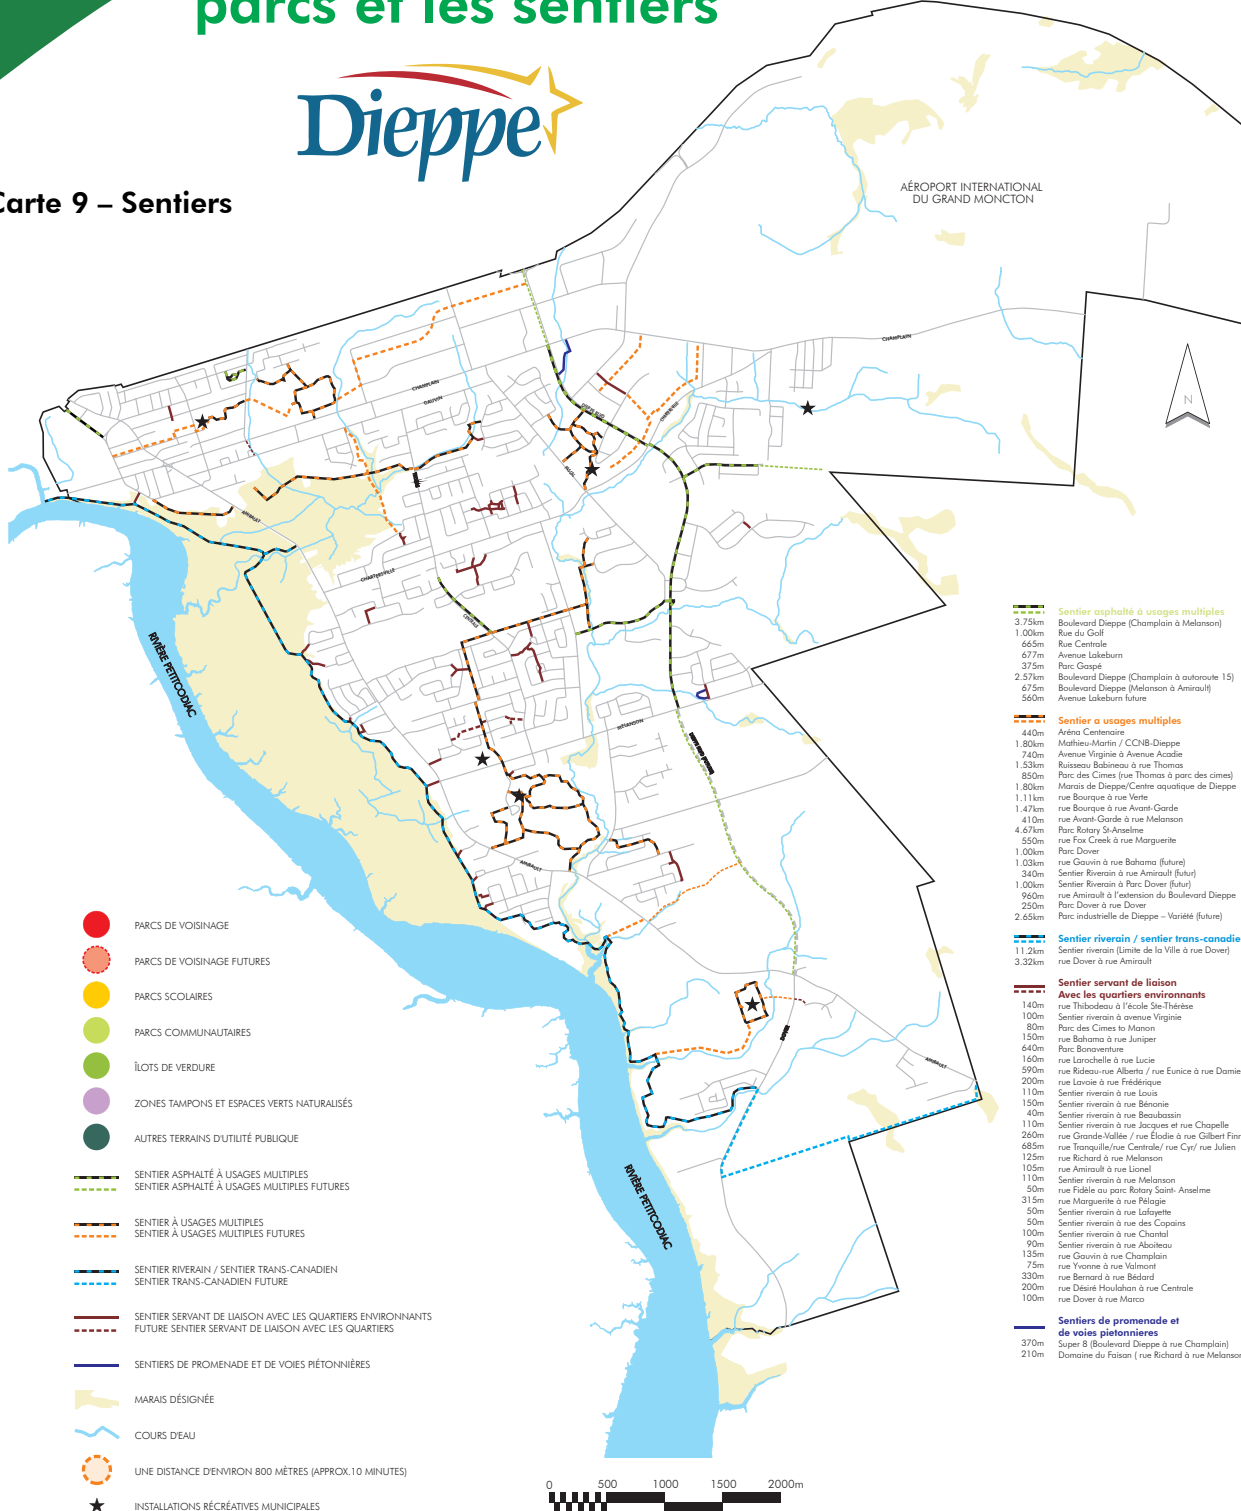 parcs et les sentiers
Dieppe
Carte 9 – Sentiers
AÉROPORT INTERNATIONAL
DU GRAND MONCTON
CHAMPLAIN
N
CHAMPLAIN
GAUVIN
AMIRAULT
CHARTERSVILLE
CENTRALE
MELANSON
AMIRAULT
DOVER
AMIRAULT
RIVIÈRE PETITCODIAC
RIVIÈRE PETITCODIAC
PARCS DE VOISINAGE
PARCS DE VOISINAGE FUTURES
PARCS SCOLAIRES
PARCS COMMUNAUTAIRES
ÎLOTS DE VERDURE
ZONES TAMPONS ET ESPACES VERTS NATURALISÉS
AUTRES TERRAINS D'UTILITÉ PUBLIQUE
SENTIER ASPHALTÉ À USAGES MULTIPLES
SENTIER ASPHALTÉ À USAGES MULTIPLES FUTURES
SENTIER À USAGES MULTIPLES
SENTIER À USAGES MULTIPLES FUTURES
SENTIER RIVERAIN / SENTIER TRANS-CANADIEN
SENTIER TRANS-CANADIEN FUTURE
SENTIER SERVANT DE LIAISON AVEC LES QUARTIERS ENVIRONNANTS
FUTURE SENTIER SERVANT DE LIAISON AVEC LES QUARTIERS
SENTIERS DE PROMENADE ET DE VOIES PIÉTONNIÈRES
MARAIS DÉSIGNÉE
COURS D'EAU
UNE DISTANCE D'ENVIRON 800 MÈTRES (APPROX.10 MINUTES)
INSTALLATIONS RÉCRÉATIVES MUNICIPALES
0 500 1000 1500 2000m
Sentier asphalté à usages multiples
3.75km Boulevard Dieppe (Champlain à Melanson)
1.00km Rue du Golf
665m Rue Centrale
677m Avenue Lakeburn
375m Parc Gaspé
2.57km Boulevard Dieppe (Champlain à autoroute 15)
675m Boulevard Dieppe (Melanson à Amirault)
560m Avenue Lakeburn future
Sentier a usages multiples
440m Aréna Centenaire
1.80km Mathieu-Martin / CCNB-Dieppe
740m Avenue Virginie à Avenue Acadie
1.53km Ruisseau Babineau à rue Thomas
850m Parc des Cimes (rue Thomas à parc des cimes)
1.80km Marais de Dieppe/Centre aquatique de Dieppe
1.11km rue Bourque à rue Verte
1.47km rue Bourque à rue Avant-Garde
410m rue Avant-Garde à rue Melanson
4.67km Parc Rotary St-Anselme
550m rue Fox Creek à rue Marguerite
1.00km Parc Dover
1.03km rue Gauvin à rue Bahama (future)
340m Sentier Riverain à rue Amirault (futur)
1.00km Sentier Riverain à Parc Dover (futur)
960m rue Amirault à l'extension du Boulevard Dieppe
250m Parc Dover à rue Dover
2.65km Parc industrielle de Dieppe – Variété (future)
Sentier riverain / sentier trans-canadie
11.2km Sentier riverain (Limite de la Ville à rue Dover)
3.32km rue Dover à rue Amirault
Sentier servant de liaison
Avec les quartiers environnants
140m rue Thibodeau à l'école Ste-Thérèse
100m Sentier riverain à avenue Virginie
80m Parc des Cimes to Manon
150m rue Bahama à rue Juniper
640m Parc Bonaventure
160m rue Larochelle à rue Lucie
590m rue Rideau-rue Alberta / rue Eunice à rue Damie
200m rue Lavoie à rue Frédérique
110m Sentier riverain à rue Louis
150m Sentier riverain à rue Bénonie
40m Sentier riverain à rue Beaubassin
110m Sentier riverain à rue Jacques et rue Chapelle
260m rue Grande-Vallée / rue Élodie à rue Gilbert Finn
685m rue Tranquille/rue Centrale/ rue Cyr/ rue Julien
125m rue Richard à rue Melanson
105m rue Amirault à rue Lionel
110m Sentier riverain à rue Melanson
50m rue Fidèle au parc Rotary Saint- Anselme
315m rue Marguerite à rue Pélagie
50m Sentier riverain à rue Lafayette
50m Sentier riverain à rue des Copains
100m Sentier riverain à rue Chantal
90m Sentier riverain à rue Aboiteau
135m rue Gauvin à rue Champlain
75m rue Yvonne à rue Valmont
330m rue Bernard à rue Bédard
200m rue Désiré Houlahan à rue Centrale
100m rue Dover à rue Marco
Sentiers de promenade et
de voies pietonnieres
370m Super 8 (Boulevard Dieppe à rue Champlain)
210m Domaine du Faisan ( rue Richard à rue Melanson